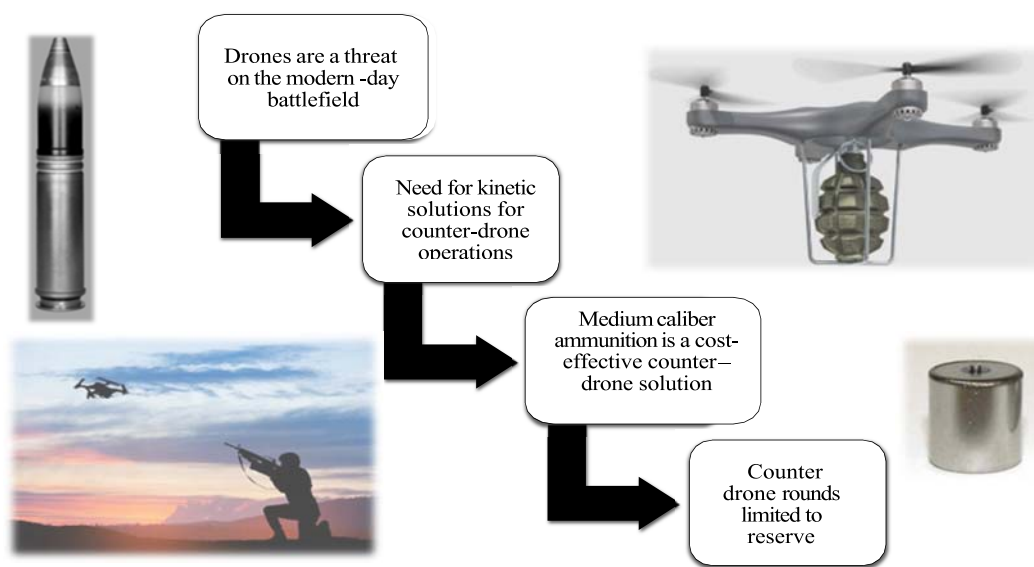 Drones are a threat
on the modern -day
battlefield
Need for kinetic
solutions for
counter-drone
operations
Medium caliber
ammunition is a cost-
effective counter–
drone solution
Counter
drone rounds
limited to
reserve